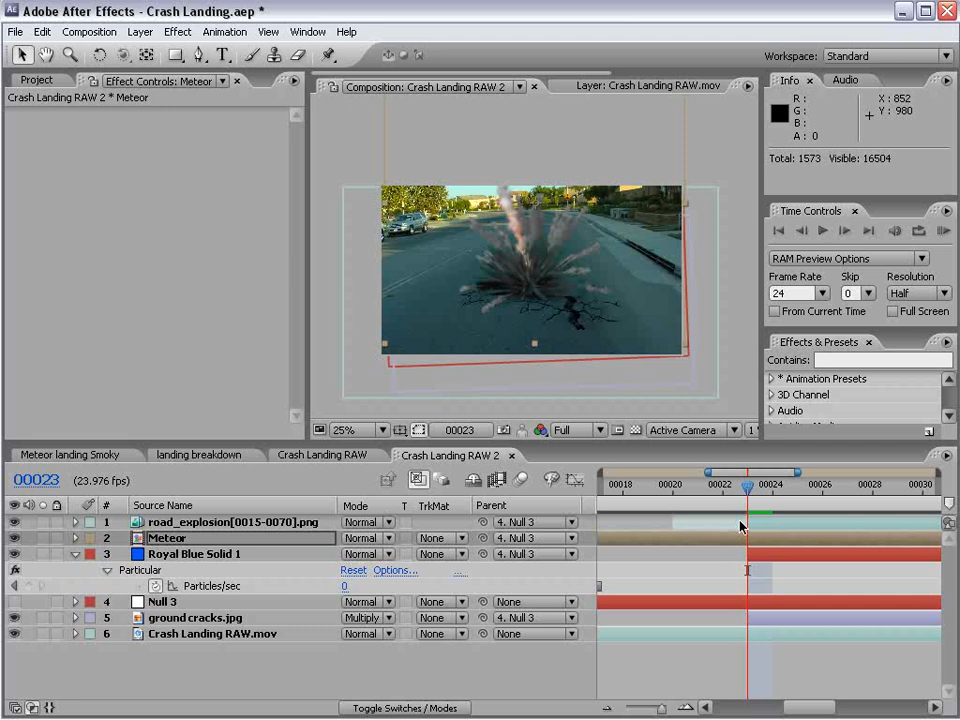 Adobe After Effects - Crash Landing.aep *
File Edit Composition Layer Effect Animation View Window Help
Workspace: Standard
Project Effect Controls: Meteor
Crash Landing RAW 2 * Meteor
Composition: Crash Landing RAW 2
Layer: Crash Landing RAW.mov
Info Audio
R :
G :
B :
A : 0
X : 852
Y : 980
Total: 1573 Visible: 16504
Time Controls
RAM Preview Options
Frame Rate Skip Resolution
24 0 Half
From Current Time Full Screen
Effects & Presets
Contains:
* Animation Presets
3D Channel
Audio
25% 00023 Full Active Camera 1
Meteor landing Smoky landing breakdown Crash Landing RAW Crash Landing RAW 2
00023 (23.976 fps)
00018 00020 00022 00024 00026 00028 00030
# Source Name Mode T TrkMat Parent
1 road_explosion[0015-0070].png Normal 4. Null 3
2 Meteor Normal None 4. Null 3
3 Royal Blue Solid 1 Normal None 4. Null 3
fx Particular Reset Options... ...
Particles/sec 0
4 Null 3 Normal None None
5 ground cracks.jpg Multiply None 4. Null 3
6 Crash Landing RAW.mov Normal None None
Toggle Switches / Modes